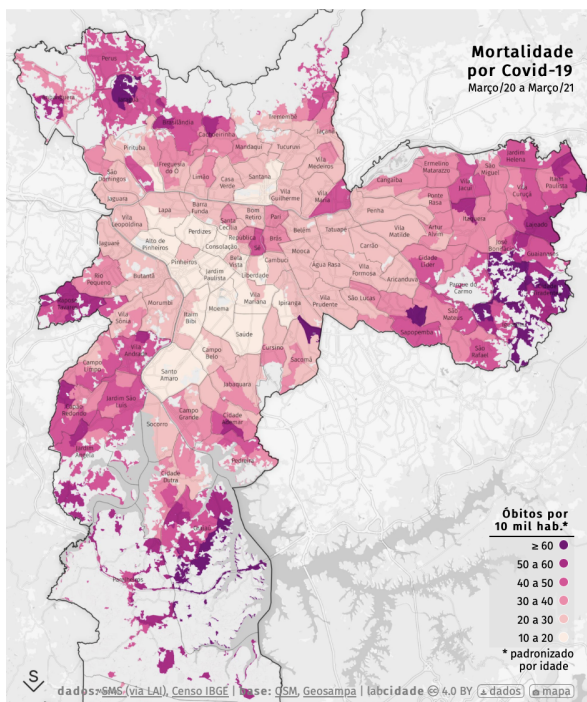 Mortalidade
por Covid-19
Março/20 a Março/21
Perus
Brasilândia
Cachoeirinha
Tremembé
Jaçanã
Mandaqui
Tucuruvi
Pirituba
Freguesia
do Ó
Vila
Medeiros
São
Domingos
Limão
Casa
Verde
Santana
Jaguara
Vila
Guilherme
Vila
Maria
Cangaíba
Ermelino
Matarazzo
São
Miguel
Jardim
Helena
Vila
Jacuí
Vila
Curuçá
Itaim
Paulista
Ponte
Rasa
Vila
Leopoldina
Lapa
Barra
Funda
Bom
Retiro
Pari
Santa
Cecília
Belém
Tatuapé
Penha
Vila
Matilde
Artur
Alvim
Itaquera
Lajeado
José
Bonifácio
Guaianases
Jaguaré
Alto de
Pinheiros
Perdizes
República
Sé
Brás
Consolação
Bela
Vista
Mooca
Carrão
Cidade
Líder
Parque do
Carmo
Rio
Pequeno
Butantã
Pinheiros
Jardim
Paulista
Liberdade
Cambuci
Água Rasa
Vila
Formosa
Aricanduva
Morumbi
Itaim
Bibi
Moema
Vila
Mariana
Ipiranga
Vila
Prudente
São Lucas
Sapopemba
São
Mateus
São
Rafael
Vila
Sônia
Saúde
Vila
Andrade
Campo
Limpo
Campo
Belo
Cursino
Sacomã
Santo
Amaro
Jabaquara
Capão
Redondo
Jardim São
Luís
Campo
Grande
Cidade
Ademar
Socorro
Jardim
Ângela
Pedreira
Cidade
Dutra
Parelheiros
Óbitos por
10 mil hab.*
≥ 60
50 a 60
40 a 50
30 a 40
20 a 30
10 a 20
* padronizado
por idade
S
dados: SMS (via LAI), Censo IBGE | base: OSM, Geosampa | labcidade cc 4.0 BY dados mapa